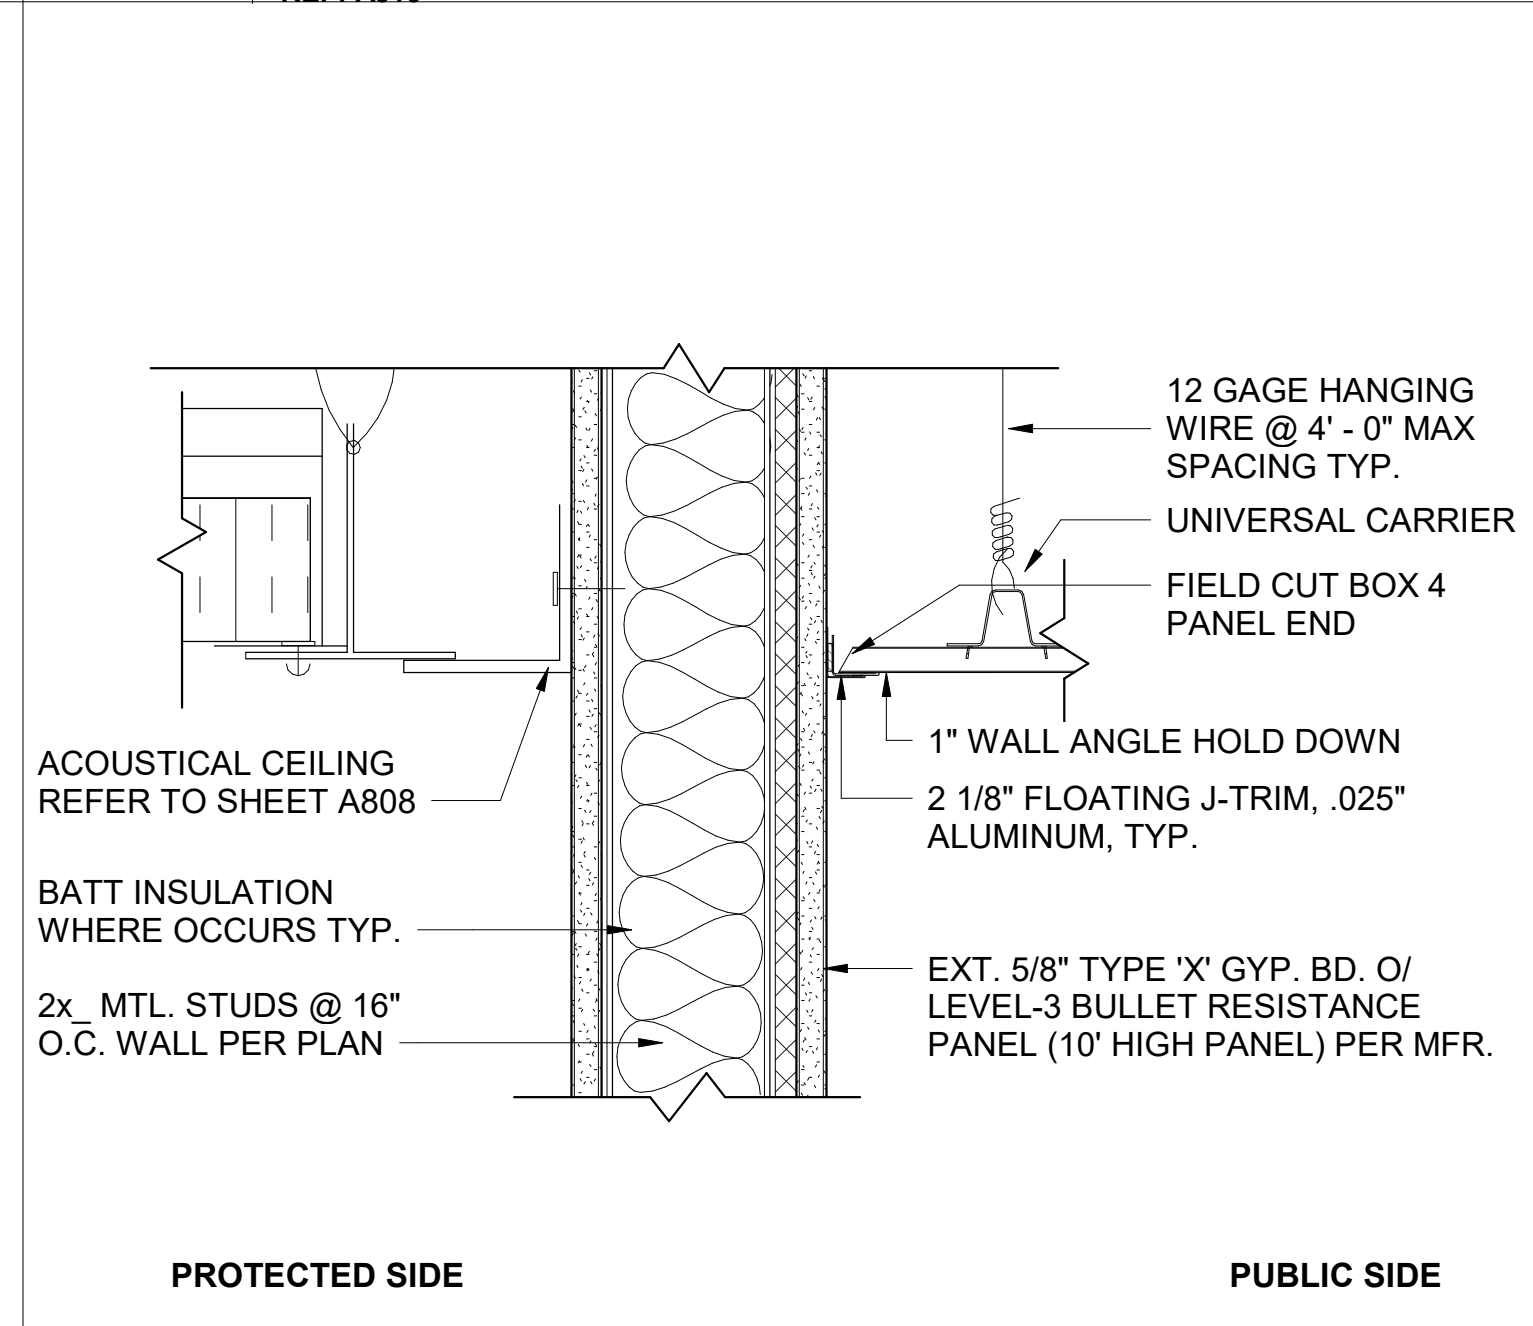 12 GAGE HANGING
WIRE @ 4' - 0" MAX
SPACING TYP.
UNIVERSAL CARRIER
FIELD CUT BOX 4
PANEL END
1" WALL ANGLE HOLD DOWN
2 1/8" FLOATING J-TRIM, .025"
ALUMINUM, TYP.
ACOUSTICAL CEILING
REFER TO SHEET A808
BATT INSULATION
WHERE OCCURS TYP.
2x_ MTL. STUDS @ 16"
O.C. WALL PER PLAN
EXT. 5/8" TYPE 'X' GYP. BD. O/
LEVEL-3 BULLET RESISTANCE
PANEL (10' HIGH PANEL) PER MFR.
PROTECTED SIDE
PUBLIC SIDE